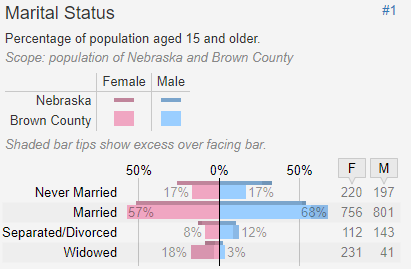 Marital Status #1
Percentage of population aged 15 and older.
Scope: population of Nebraska and Brown County
Female Male
Nebraska
Brown County
Shaded bar tips show excess over facing bar.
50% 0% 50% F M
Never Married 17% 17% 220 197
Married 57% 68% 756 801
Separated/Divorced 8% 12% 112 143
Widowed 18% 3% 231 41